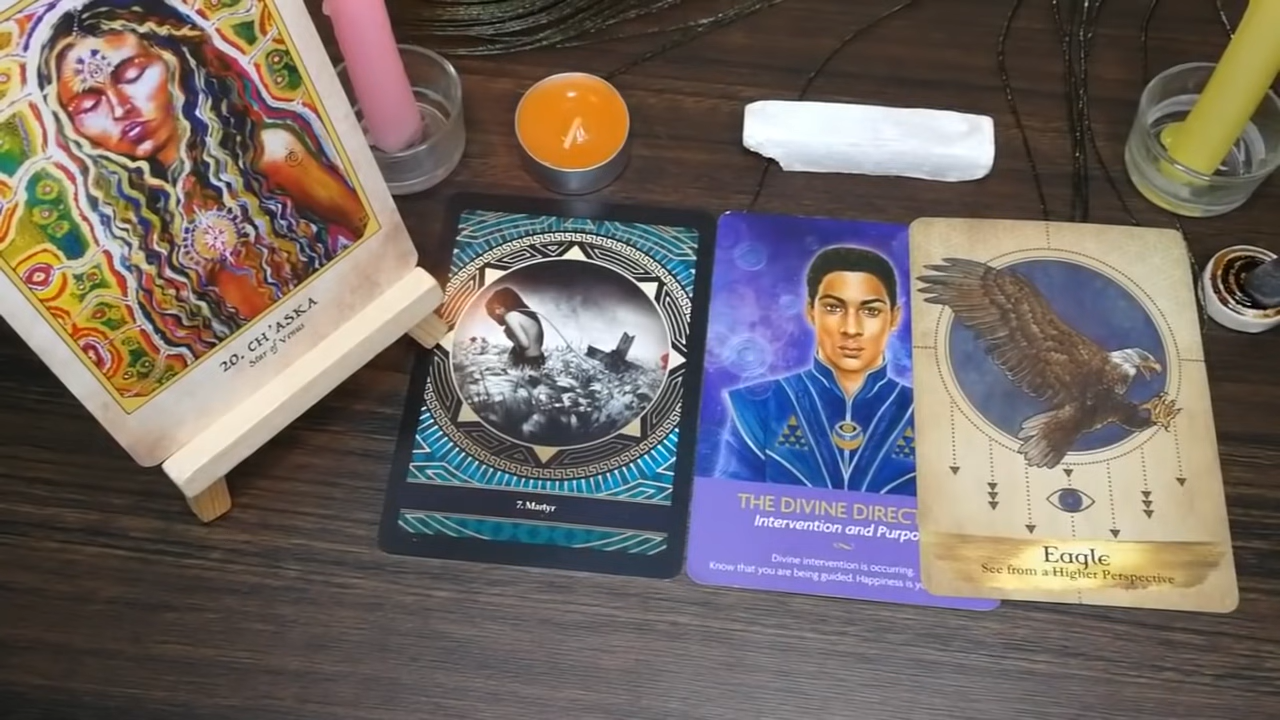 20. CH'ASKA
Star of Venus
7. Martyr
THE DIVINE DIRECT
Intervention and Purpo
Divine intervention is occurring.
Know that you are being guided. Happiness is yo
Eagle
See from a Higher Perspective